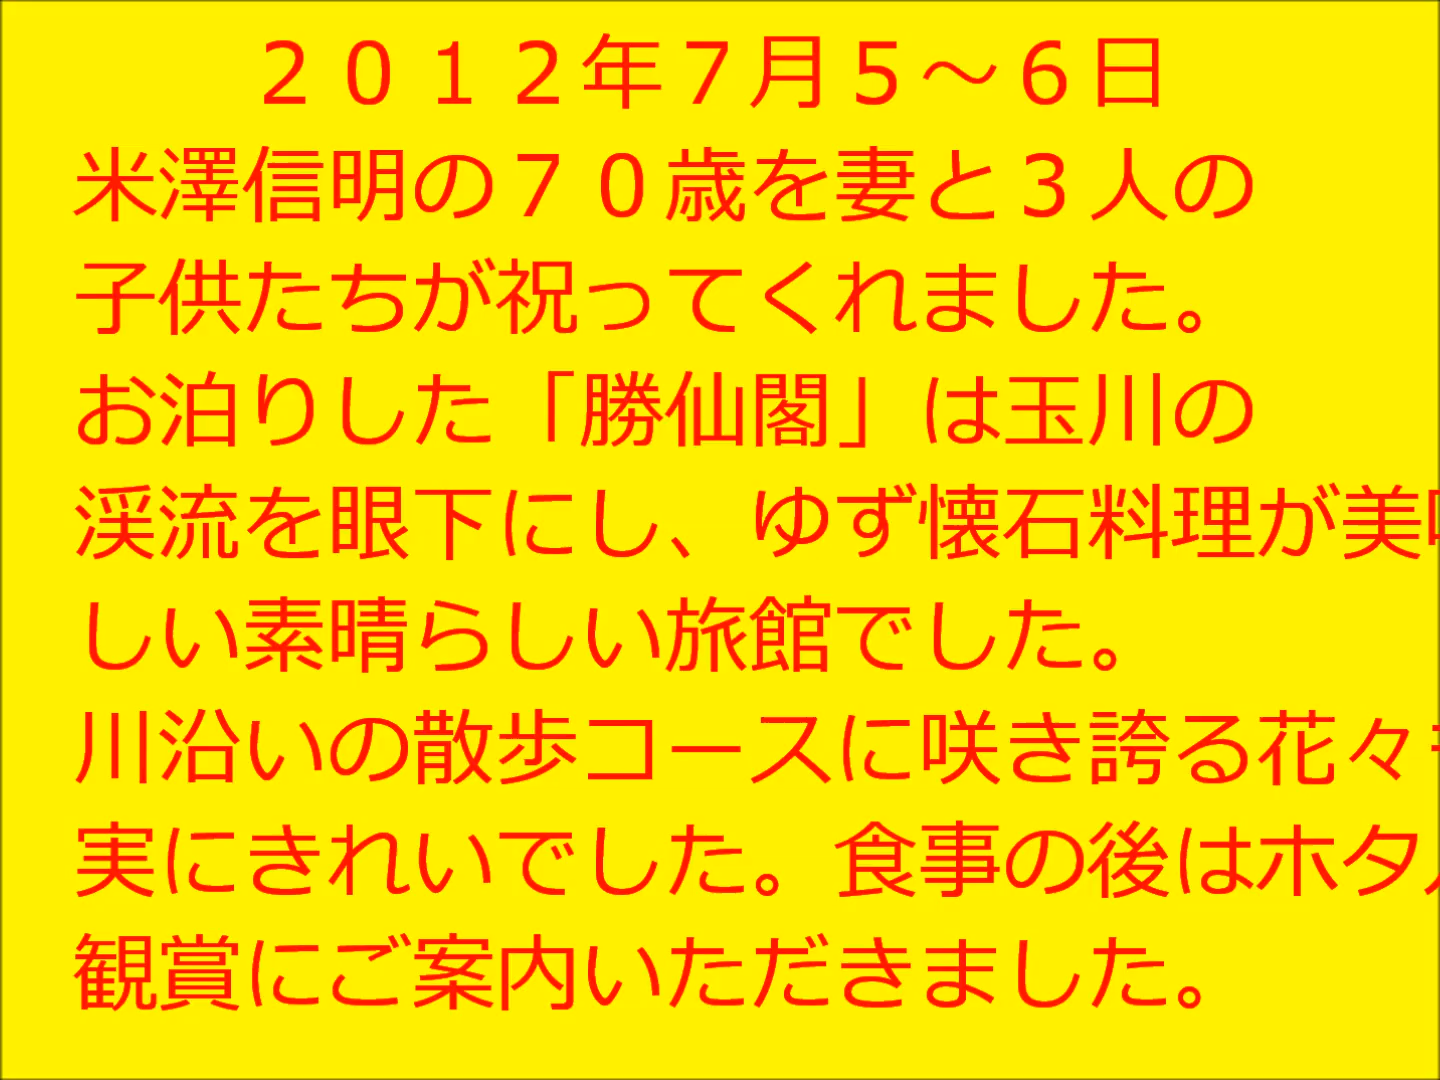 ２０１２年７月５～６日
米澤信明の７０歳を妻と３人の
子供たちが祝ってくれました。
お泊りした「勝仙閣」は玉川の
渓流を眼下にし、ゆず懐石料理が美
しい素晴らしい旅館でした。
川沿いの散歩コースに咲き誇る花々
実にきれいでした。食事の後はホタ
観賞にご案内いただきました。